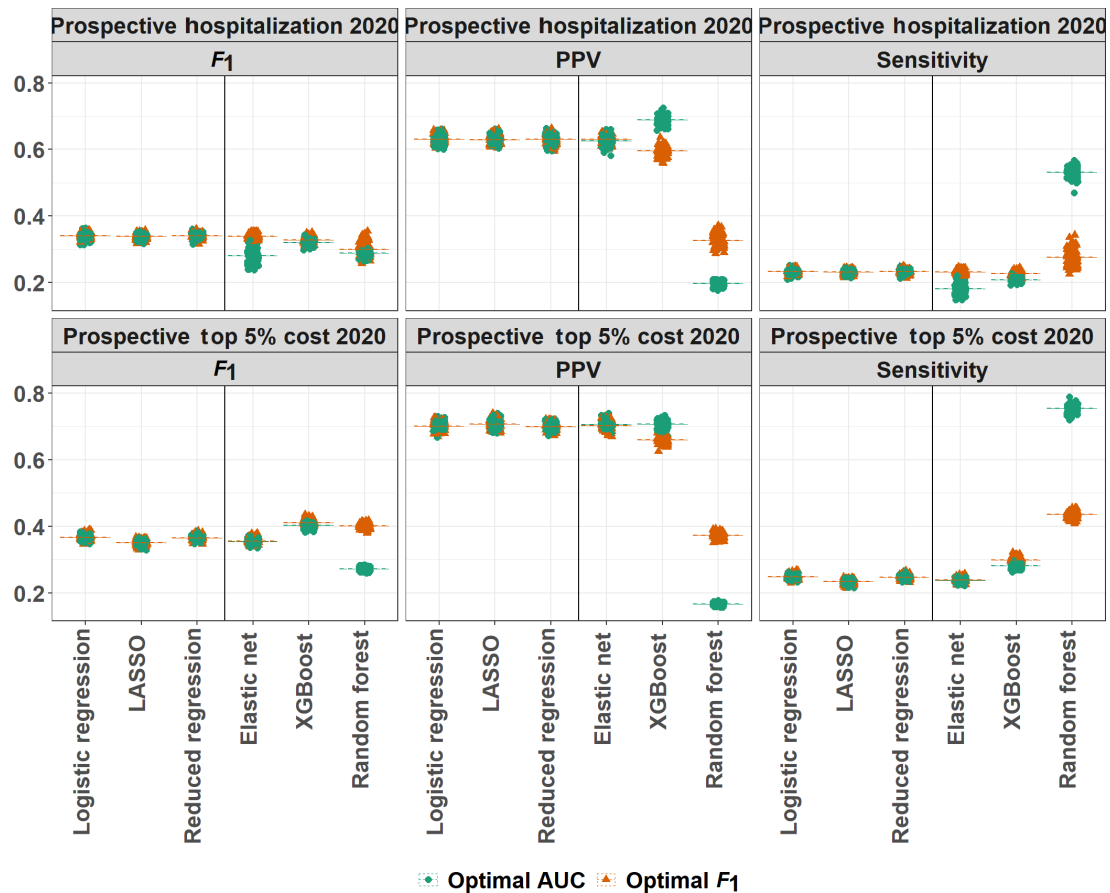 Prospective hospitalization 2020 Prospective hospitalization 2020 Prospective hospitalization 2020
F1 PPV Sensitivity
0.8
0.6
0.4
0.2
Prospective top 5% cost 2020 Prospective top 5% cost 2020 Prospective top 5% cost 2020
F1 PPV Sensitivity
0.8
0.6
0.4
0.2
Logistic regression LASSO Reduced regression Elastic net XGBoost Random forest Logistic regression LASSO Reduced regression Elastic net XGBoost Random forest Logistic regression LASSO Reduced regression Elastic net XGBoost Random forest
Optimal AUC Optimal F1